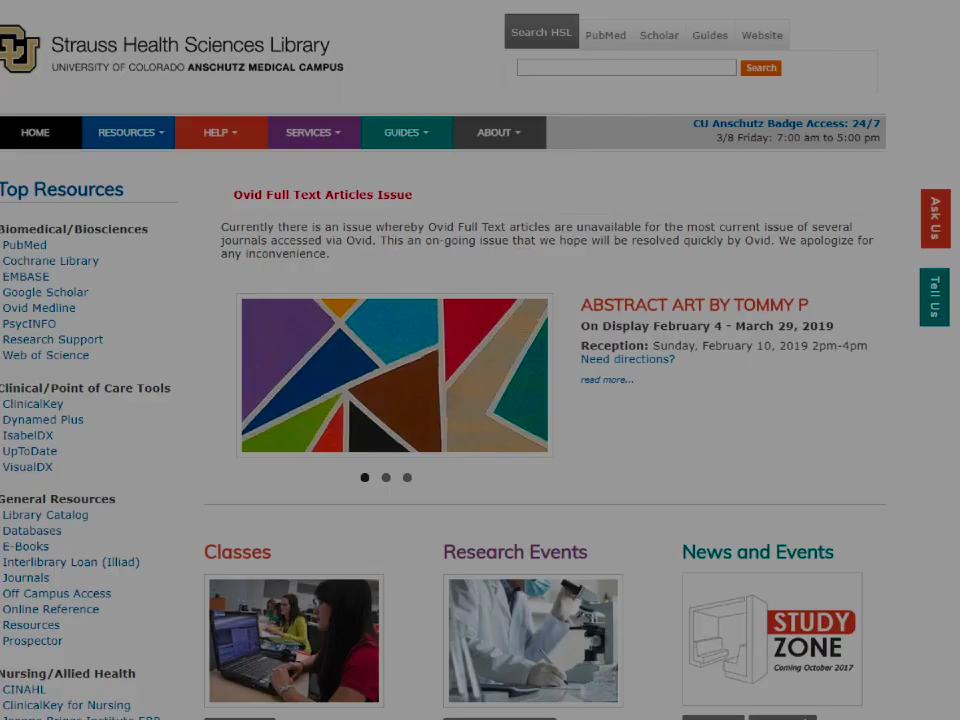 Strauss Health Sciences Library
UNIVERSITY OF COLORADO ANSCHUTZ MEDICAL CAMPUS
Search HSL
PubMed
Scholar
Guides
Website
Search
HOME
RESOURCES
HELP
SERVICES
GUIDES
ABOUT
CU Anschutz Badge Access: 24/7
3/8 Friday: 7:00 am to 5:00 pm
Top Resources
Biomedical/Biosciences
PubMed
Cochrane Library
EMBASE
Google Scholar
Ovid Medline
PsycINFO
Research Support
Web of Science
Clinical/Point of Care Tools
ClinicalKey
Dynamed Plus
IsabelDX
UpToDate
VisualDX
General Resources
Library Catalog
Databases
E-Books
Interlibrary Loan (Illiad)
Journals
Off Campus Access
Online Reference
Resources
Prospector
Nursing/Allied Health
CINAHL
ClinicalKey for Nursing
Joanna Briggs Institute EBP
Ovid Full Text Articles Issue
Currently there is an issue whereby Ovid Full Text articles are unavailable for the most current issue of several
journals accessed via Ovid. This an on-going issue that we hope will be resolved quickly by Ovid. We apologize for
any inconvenience.
ABSTRACT ART BY TOMMY P
On Display February 4 - March 29, 2019
Reception: Sunday, February 10, 2019 2pm-4pm
Need directions?
read more...
Classes
Research Events
News and Events
STUDY
ZONE
Coming October 2017
Ask Us
Tell Us